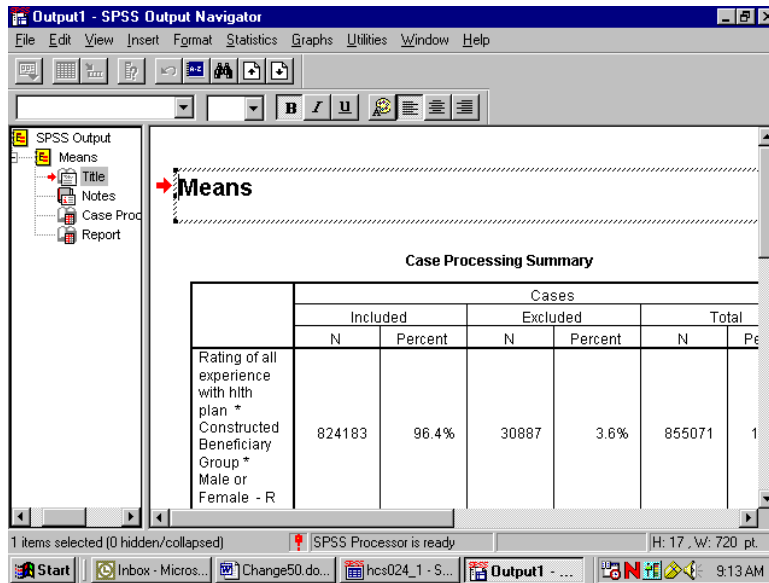 Output1 - SPSS Output Navigator
File Edit View Insert Format Statistics Graphs Utilities Window Help
B I U
SPSS Output
Means
Title
Notes
Case Proc
Report
Means
Case Processing Summary
Cases
Included Excluded Total
N Percent N Percent N Pe
Rating of all
experience
with hlth
plan *
Constructed
Beneficiary
Group *
Male or
Female - R
824183 96.4% 30887 3.6% 855071 1
1 items selected (0 hidden/collapsed) SPSS Processor is ready H: 17 , W: 720 pt.
Start Inbox - Micros... Change50.do... hcs024_1 - S... Output1 - ... 9:13 AM